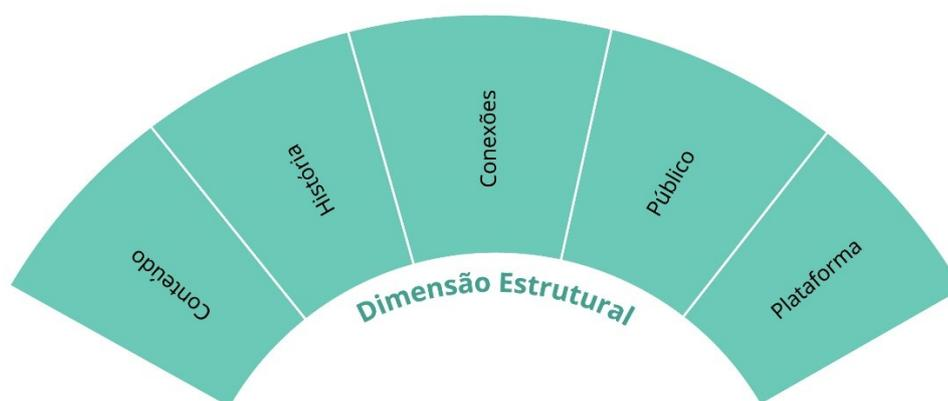 Conteúdo
História
Conexões
Público
Plataforma
Dimensão Estrutural